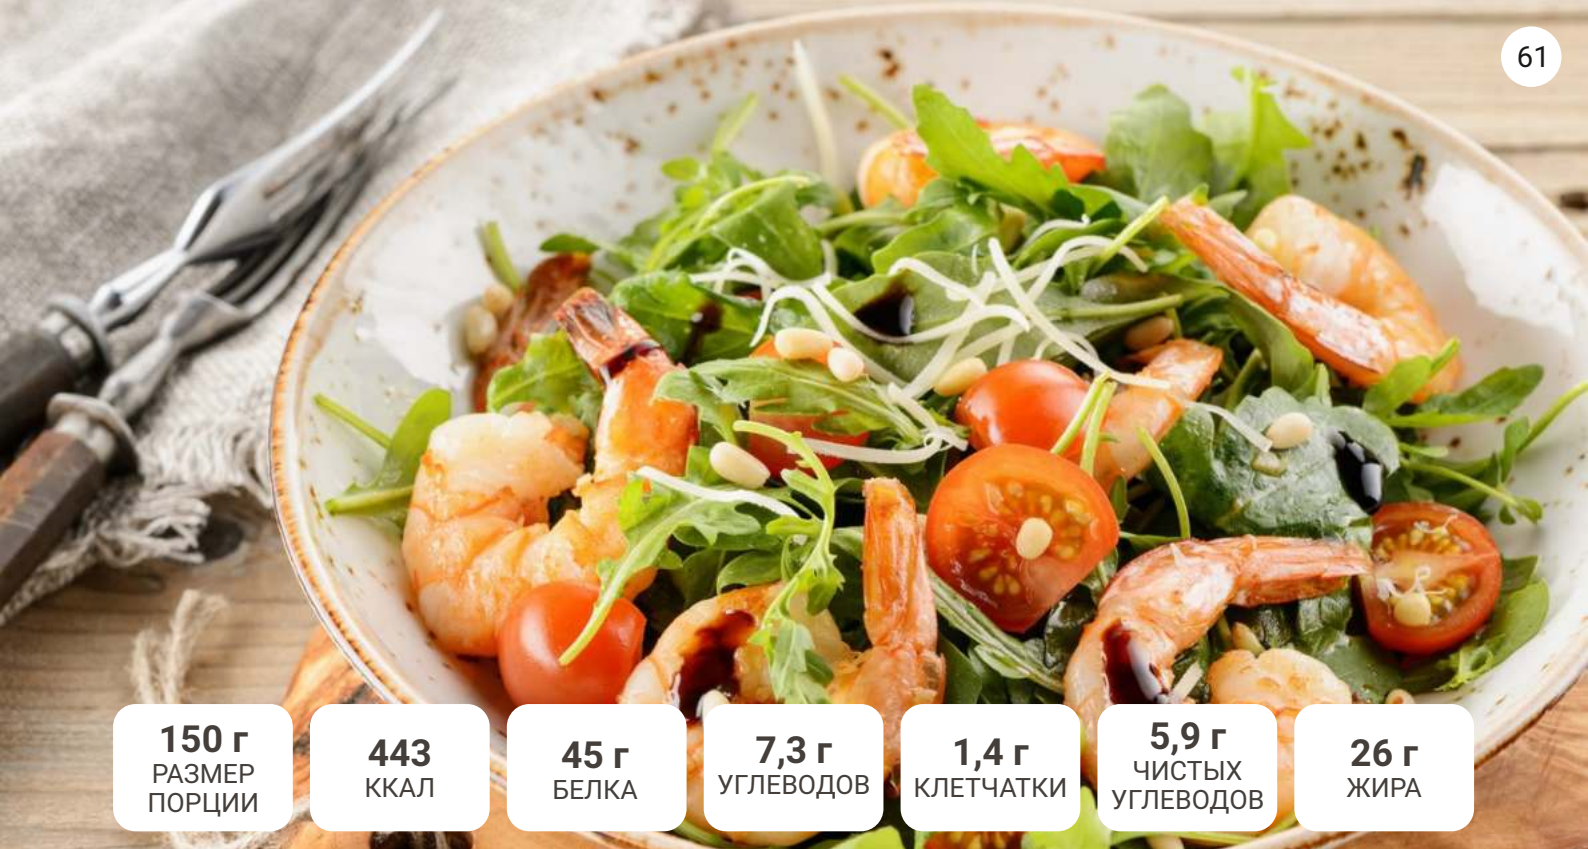 61
150 г
РАЗМЕР
ПОРЦИИ
443
ККАЛ
45 г
БЕЛКА
7,3 г
УГЛЕВОДОВ
1,4 г
КЛЕТЧАТКИ
5,9 г
ЧИСТЫХ
УГЛЕВОДОВ
26 г
ЖИРА